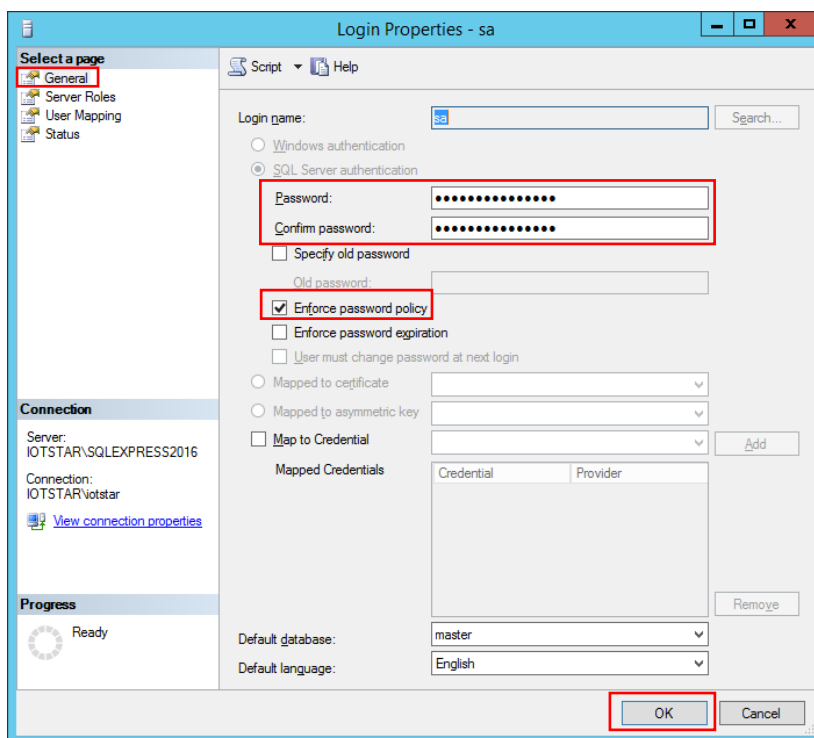 Login Properties - sa
Select a page
General
Server Roles
User Mapping
Status
Script Help
Login name: sa Search...
Windows authentication
SQL Server authentication
Password: ●●●●●●●●●●●●●●●
Confirm password: ●●●●●●●●●●●●●●●
Specify old password
Old password:
Enforce password policy
Enforce password expiration
User must change password at next login
Mapped to certificate
Mapped to asymmetric key
Map to Credential Add
Mapped Credentials Credential Provider
Remove
Default database: master
Default language: English
Connection
Server:
IOTSTAR\SQLEXPRESS2016
Connection:
IOTSTAR\iotstar
View connection properties
Progress
Ready
OK Cancel